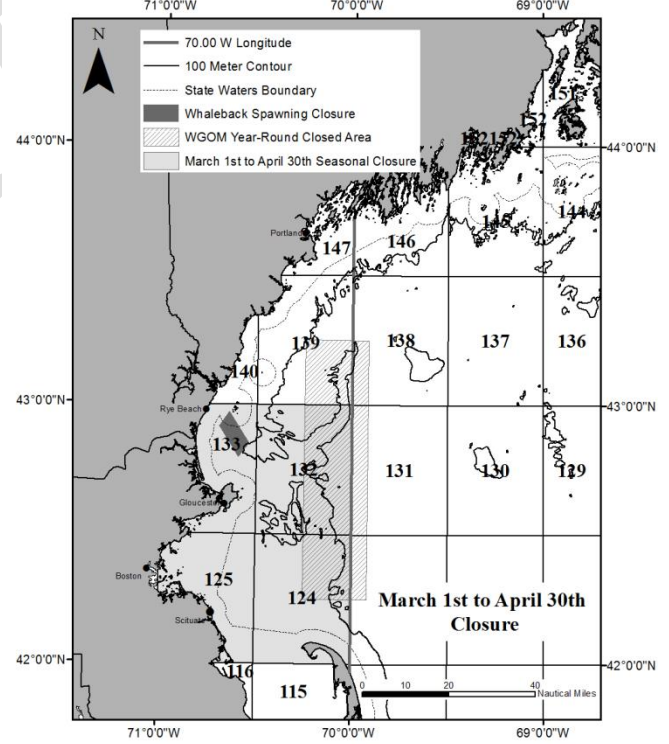 71°0'0"W
70°0'0"W
69°0'0"W
N
70.00 W Longitude
100 Meter Contour
State Waters Boundary
Whaleback Spawning Closure
WGOM Year-Round Closed Area
March 1st to April 30th Seasonal Closure
151
152
152
44°0'0"N
44°0'0"N
144
145
Portland
147
146
139
138
137
136
140
43°0'0"N
43°0'0"N
Rye Beach
133
132
131
130
129
Gloucester
Boston
125
124
March 1st to April 30th
Closure
Scituate
42°0'0"N
42°0'0"N
116
115
0 10 20 40
Nautical Miles
71°0'0"W
70°0'0"W
69°0'0"W